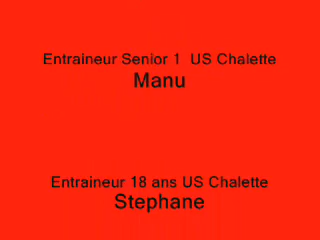 Entraineur Senior 1 US Chalette
Manu
Entraineur 18 ans US Chalette
Stephane